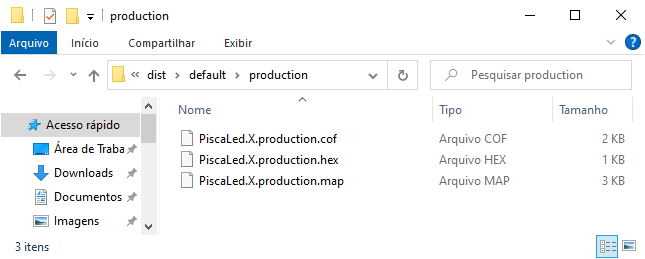 production
Arquivo Início Compartilhar Exibir
« dist > default > production Pesquisar production
Nome Tipo Tamanho
Acesso rápido
Área de Traba
Downloads
Documentos
Imagens
PiscaLed.X.production.cof Arquivo COF 2 KB
PiscaLed.X.production.hex Arquivo HEX 1 KB
PiscaLed.X.production.map Arquivo MAP 3 KB
3 itens